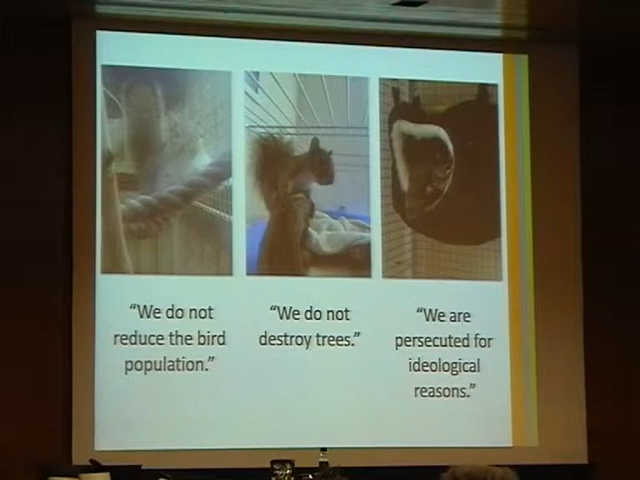 “We do not
reduce the bird
population.”
“We do not
destroy trees.”
“We are
persecuted for
ideological
reasons.”